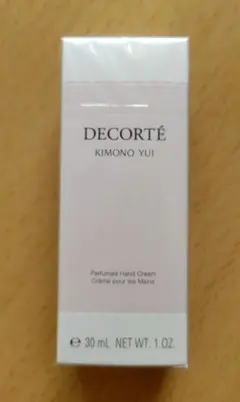 DECORTÉ
KIMONO YUI
Perfumed Hand Cream
Crème pour les Mains
℮ 30 mL NET WT. 1 OZ.